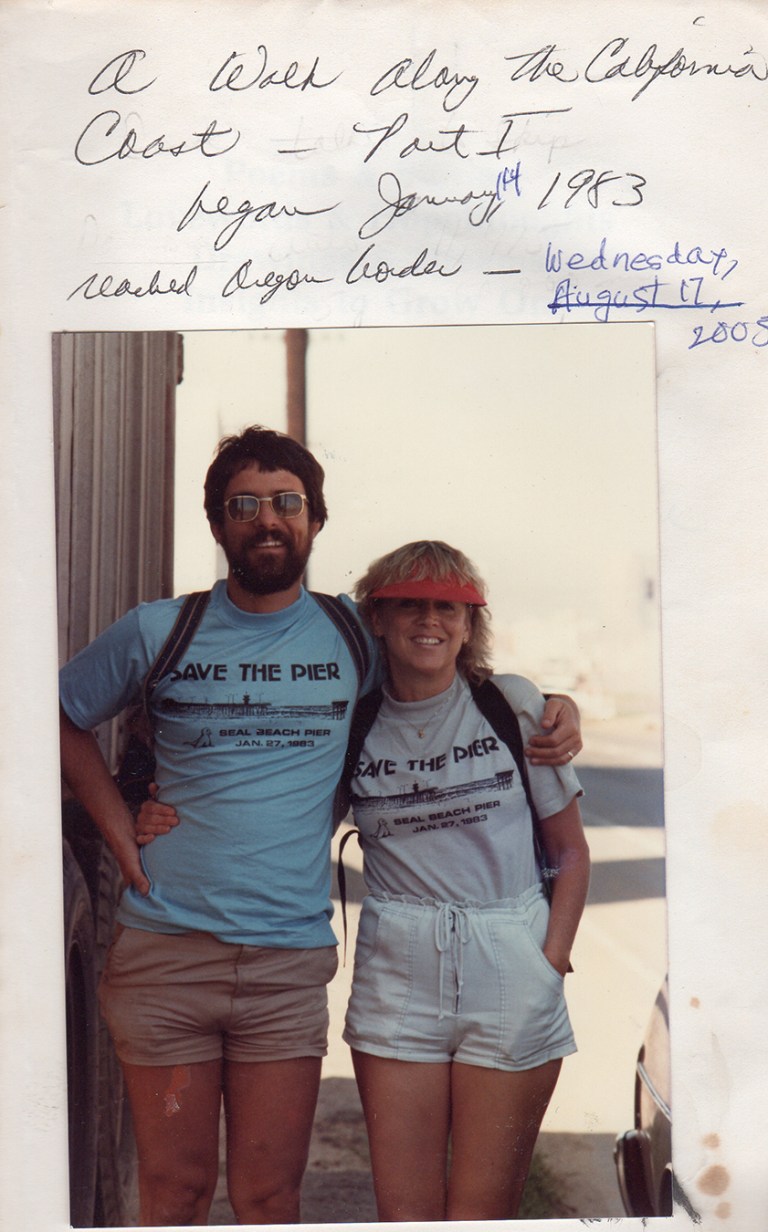 A Walk Along the California
Coast - Part I
began January 14 1983
reached Oregon border - Wednesday,
August 17,
2005
SAVE THE PIER
SEAL BEACH PIER
JAN. 27, 1983
SAVE THE PIER
SEAL BEACH PIER
JAN. 27, 1983